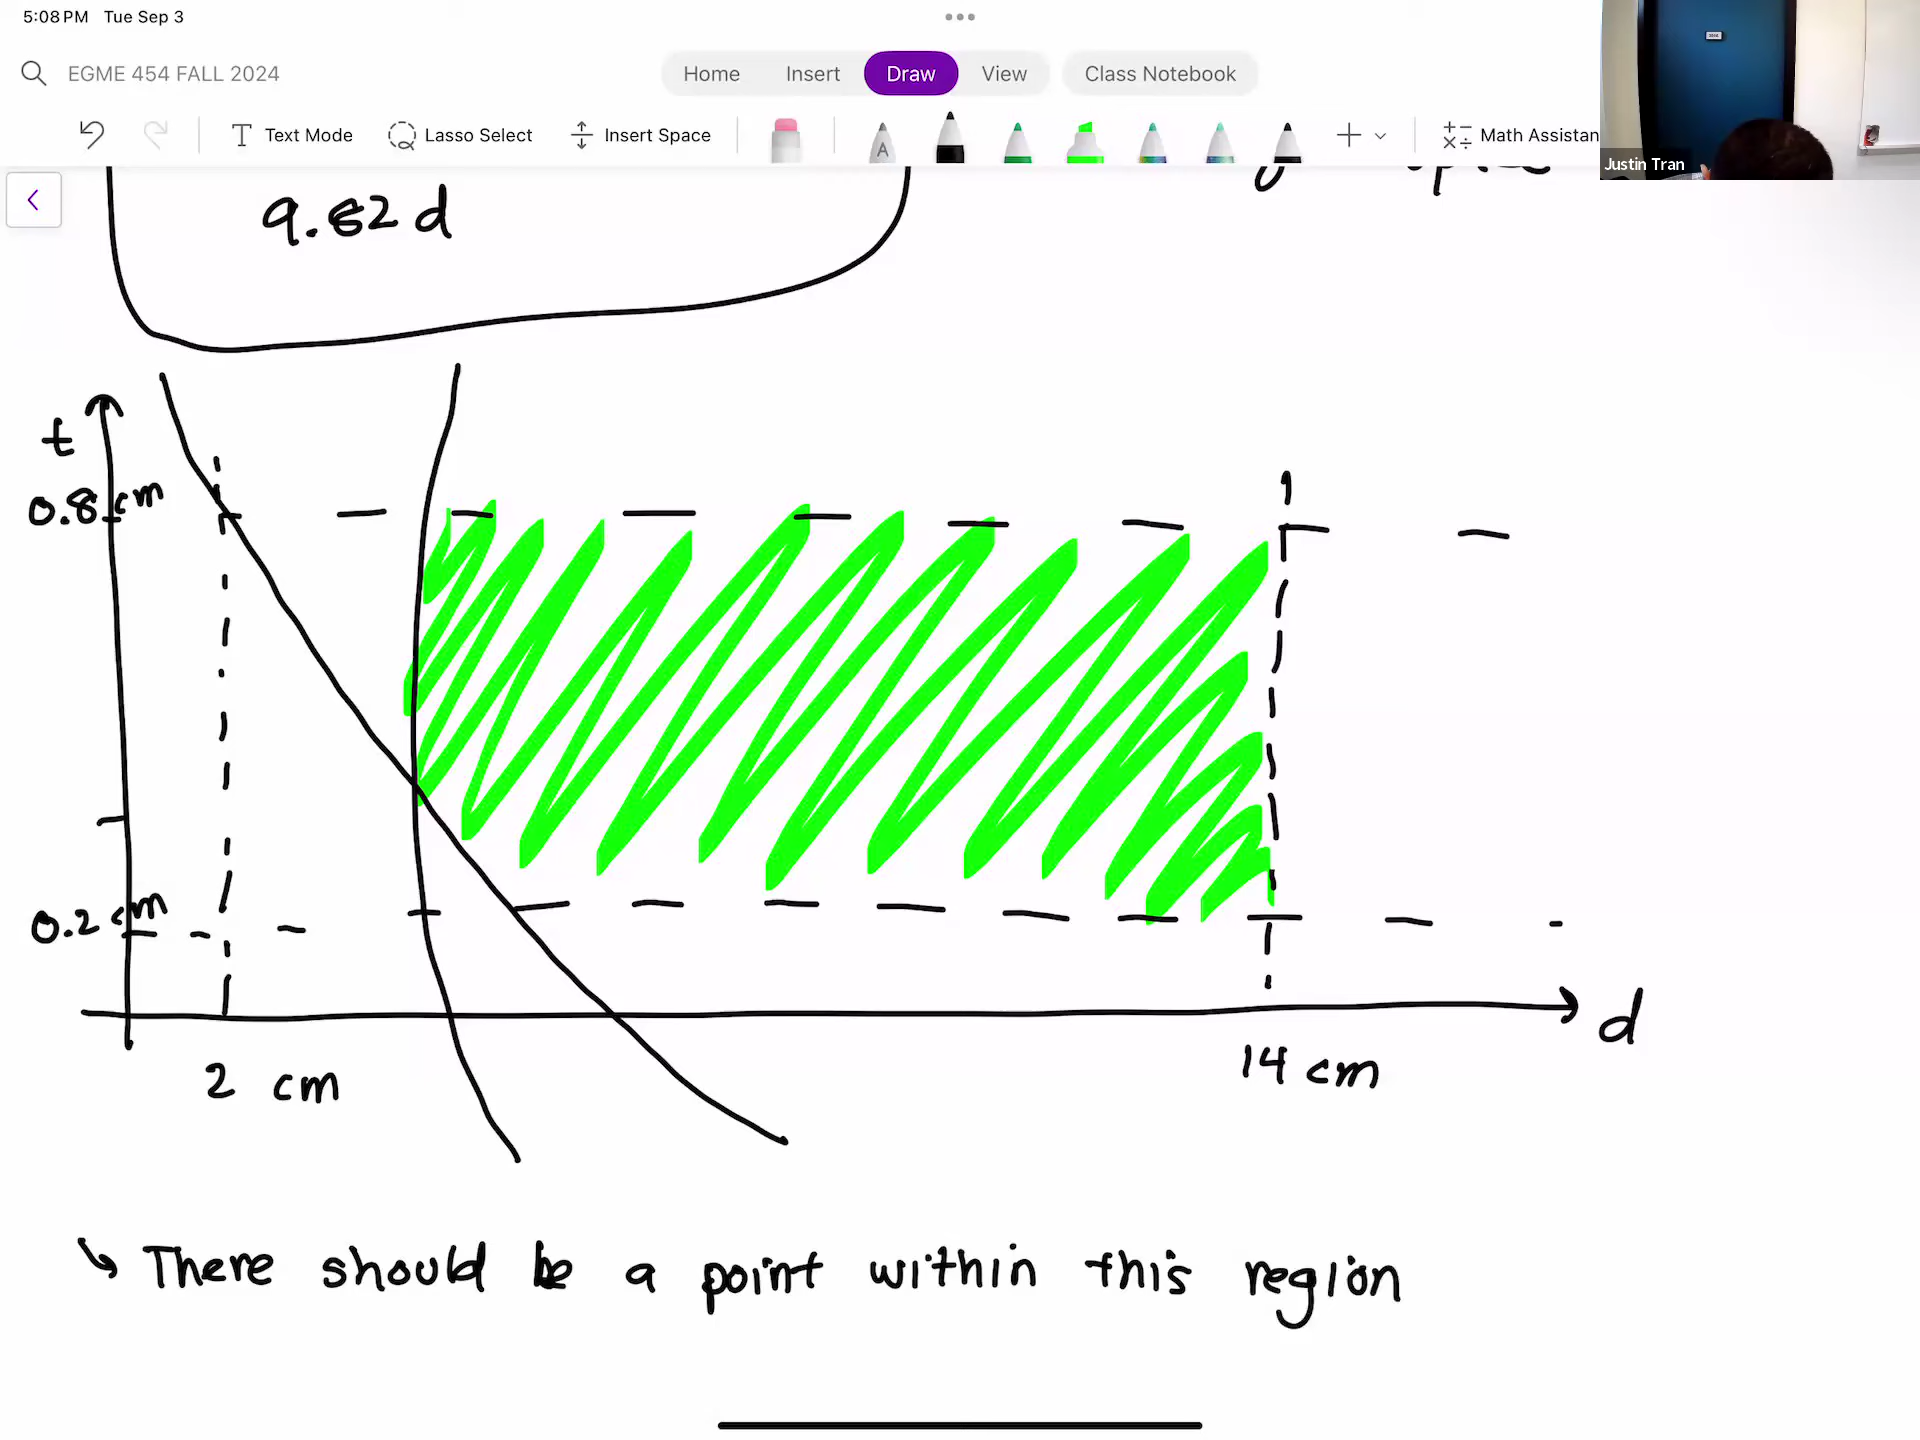 5:08 PM Tue Sep 3
EGME 454 FALL 2024
Home Insert Draw View Class Notebook
Text Mode Lasso Select Insert Space A Math Assistan
Justin Tran
9.82 d
t
0.8 cm
0.2 cm
d
2 cm
14 cm
There should be a point within this region